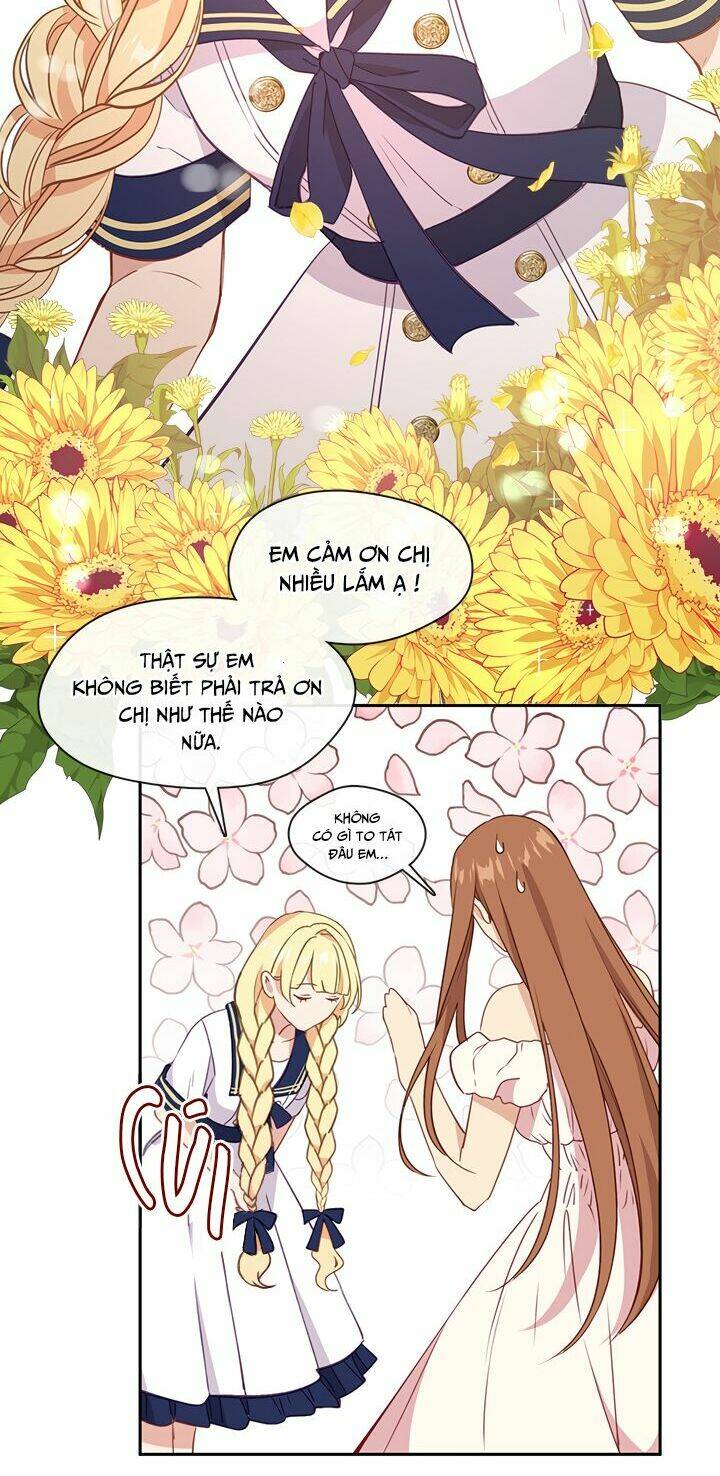 EM CẢM ƠN CHỊ
NHIỀU LẮM Ạ !
THẬT SỰ EM
KHÔNG BIẾT PHẢI TRẢ ƠN
CHỊ NHƯ THẾ NÀO
NỮA.
KHÔNG
CÓ GÌ TO TÁT
ĐÂU EM...
CÚI